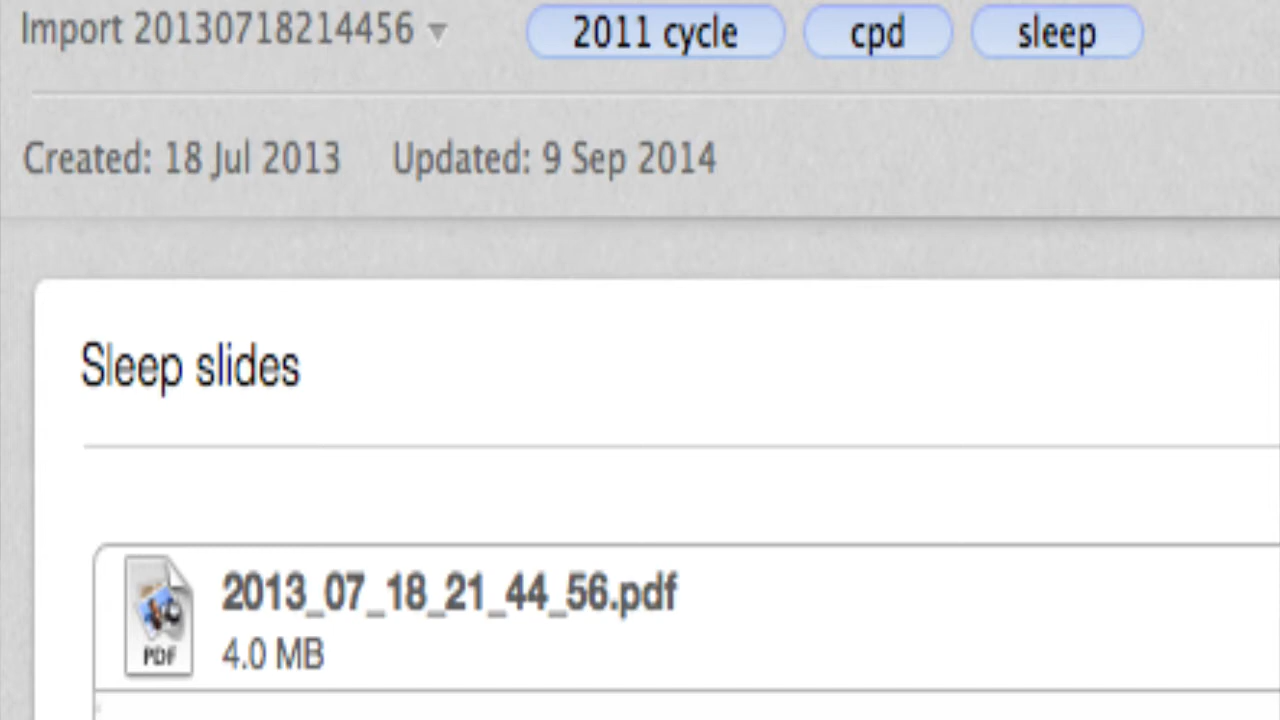 Import 20130718214456 2011 cycle cpd sleep
Created: 18 Jul 2013 Updated: 9 Sep 2014
Sleep slides
2013_07_18_21_44_56.pdf
PDF
4.0 MB